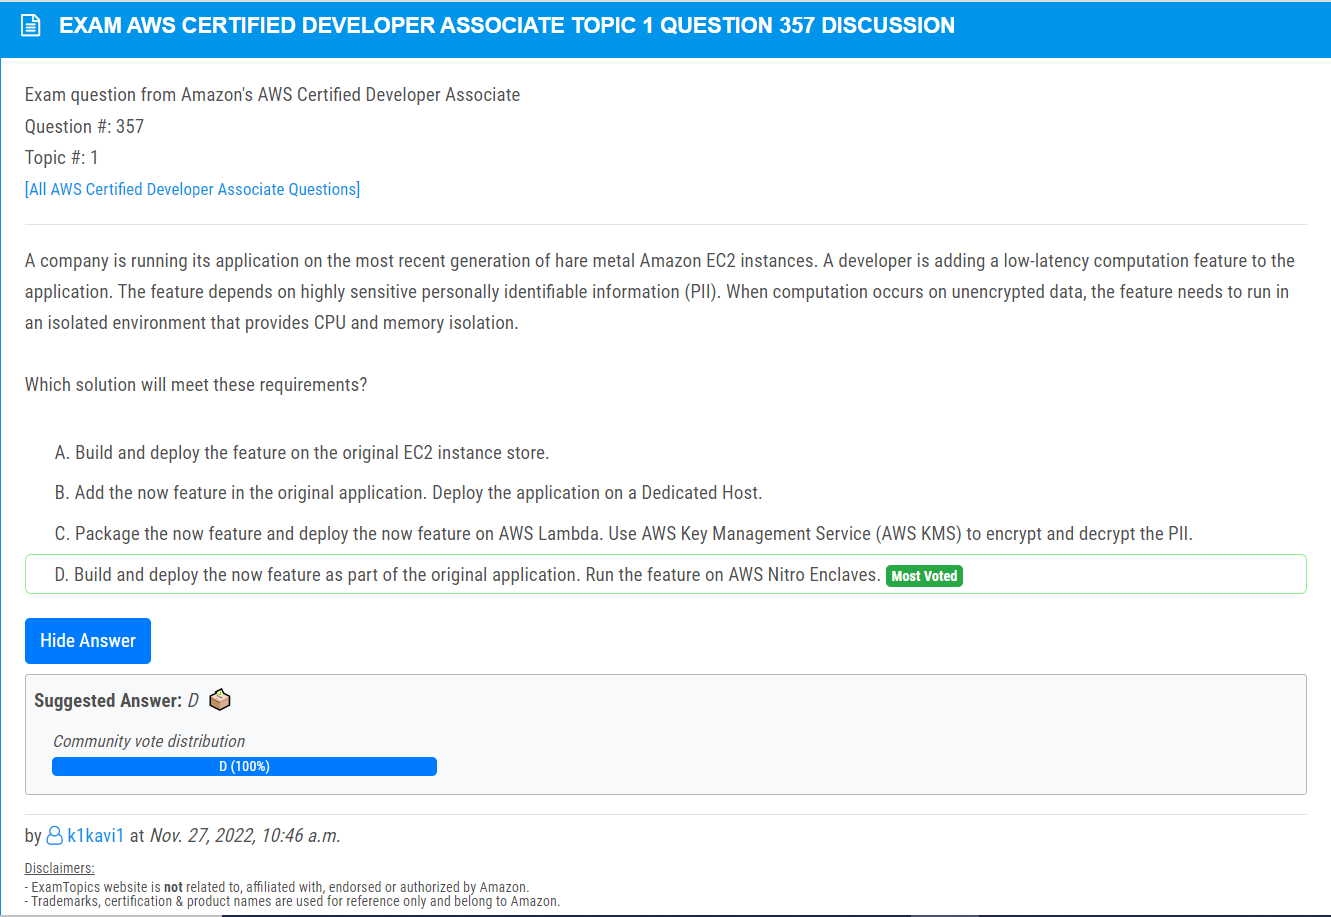 EXAM AWS CERTIFIED DEVELOPER ASSOCIATE TOPIC 1 QUESTION 357 DISCUSSION
Exam question from Amazon's AWS Certified Developer Associate
Question #: 357
Topic #: 1
[All AWS Certified Developer Associate Questions]
A company is running its application on the most recent generation of hare metal Amazon EC2 instances. A developer is adding a low-latency computation feature to the
application. The feature depends on highly sensitive personally identifiable information (PII). When computation occurs on unencrypted data, the feature needs to run in
an isolated environment that provides CPU and memory isolation.
Which solution will meet these requirements?
A. Build and deploy the feature on the original EC2 instance store.
B. Add the now feature in the original application. Deploy the application on a Dedicated Host.
C. Package the now feature and deploy the now feature on AWS Lambda. Use AWS Key Management Service (AWS KMS) to encrypt and decrypt the PII.
D. Build and deploy the now feature as part of the original application. Run the feature on AWS Nitro Enclaves. Most Voted
Hide Answer
Suggested Answer: D
Community vote distribution
D (100%)
by k1kavi1 at Nov. 27, 2022, 10:46 a.m.
Disclaimers:
- ExamTopics website is not related to, affiliated with, endorsed or authorized by Amazon.
- Trademarks, certification & product names are used for reference only and belong to Amazon.